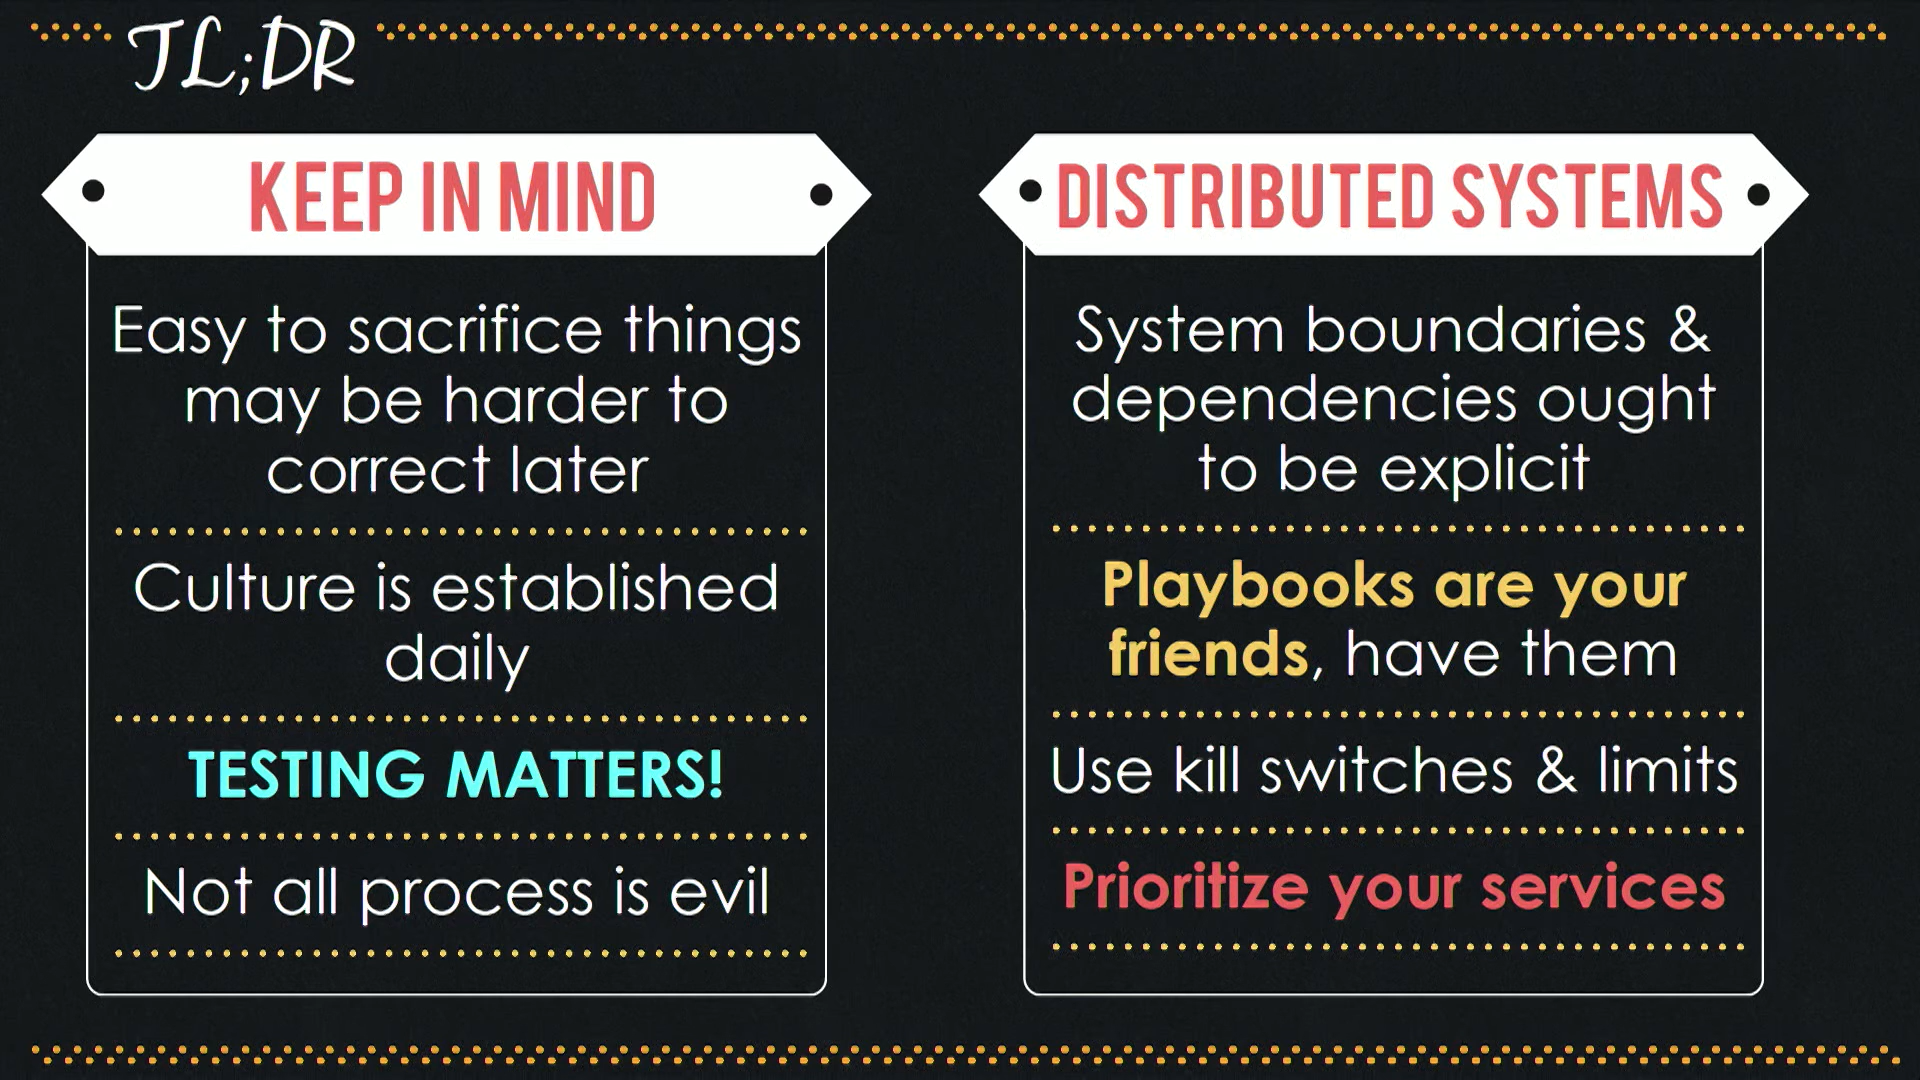 TL;DR
KEEP IN MIND
Easy to sacrifice things
may be harder to
correct later
Culture is established
daily
TESTING MATTERS!
Not all process is evil
DISTRIBUTED SYSTEMS
System boundaries &
dependencies ought
to be explicit
Playbooks are your
friends, have them
Use kill switches & limits
Prioritize your services